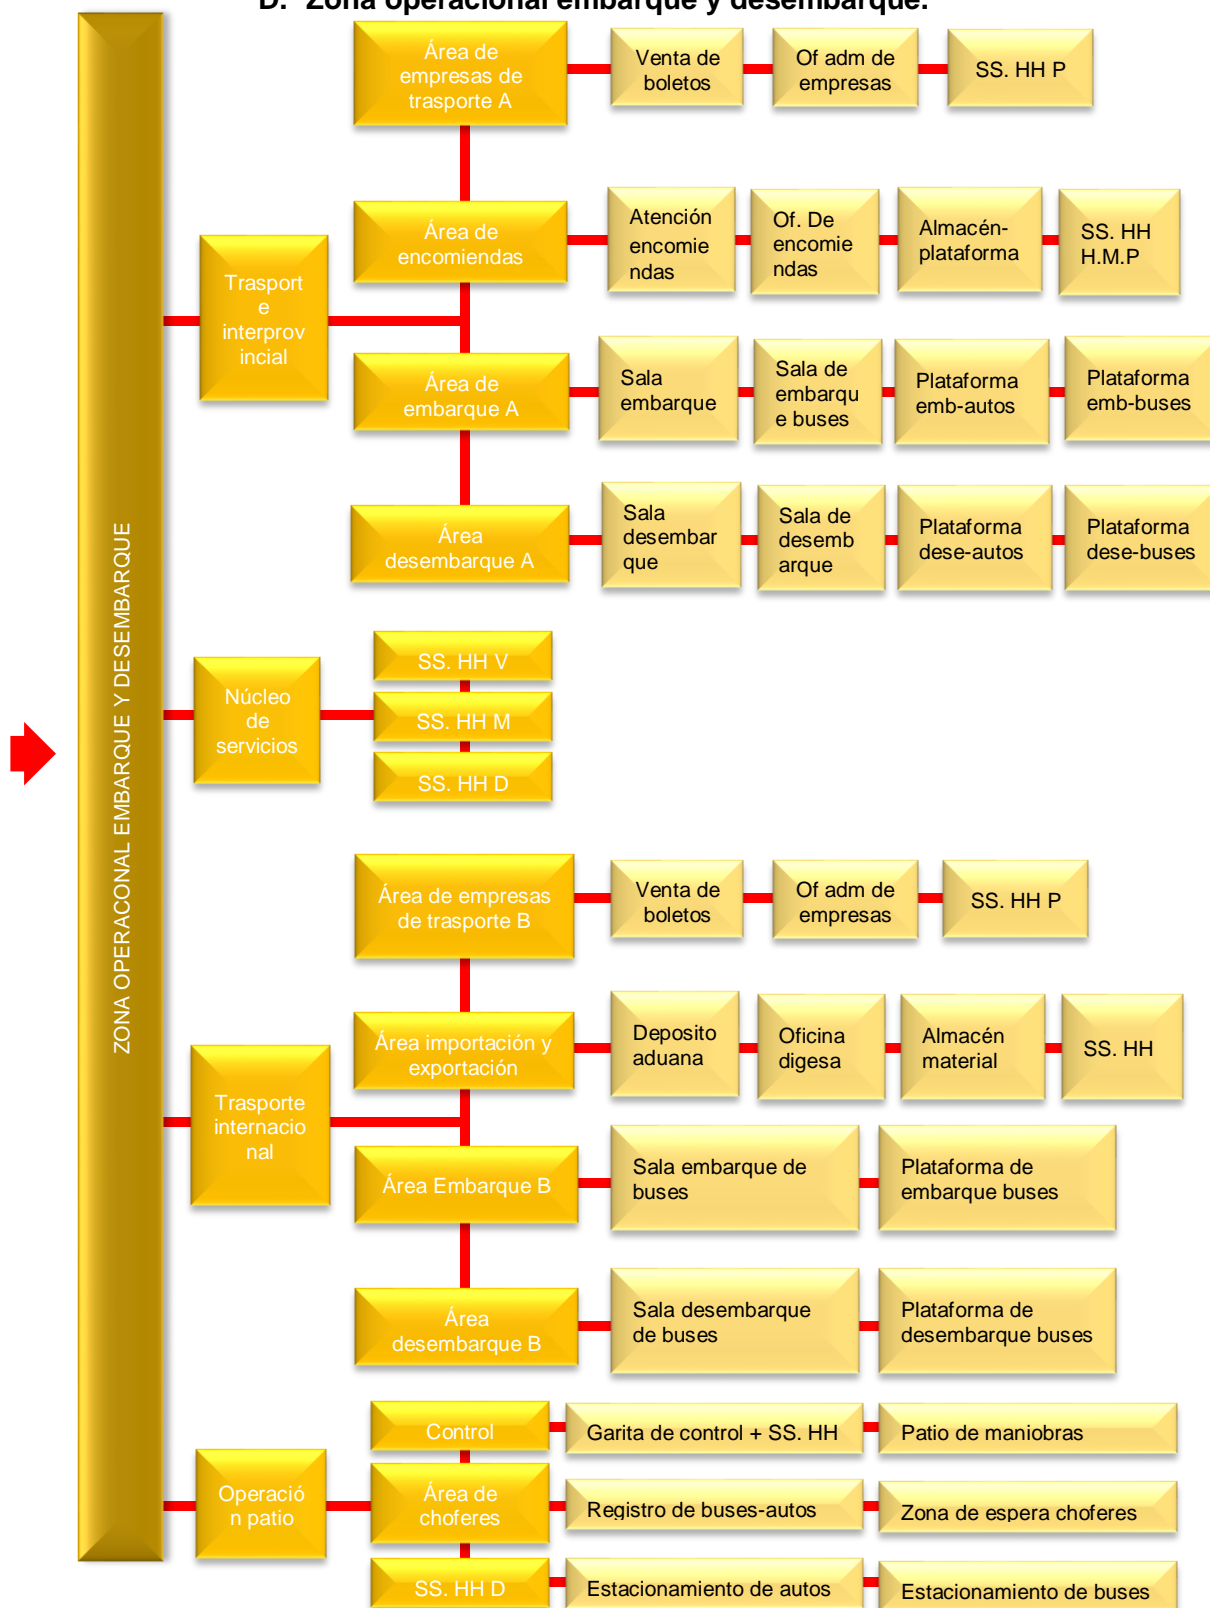 D. Zona operacional embarque y desembarque.
ZONA OPERACONAL EMBARQUE Y DESEMBARQUE
Trasport
e
interprov
incial
Área de
empresas de
trasporte A
Venta de
boletos
Of adm de
empresas
SS. HH P
Área de
encomiendas
Atención
encomie
ndas
Of. De
encomie
ndas
Almacén-
plataforma
SS. HH
H.M.P
Área de
embarque A
Sala
embarque
Sala de
embarqu
e buses
Plataforma
emb-autos
Plataforma
emb-buses
Área
desembarque A
Sala
desembar
que
Sala de
desemb
arque
Plataforma
dese-autos
Plataforma
dese-buses
Núcleo
de
servicios
SS. HH V
SS. HH M
SS. HH D
Trasporte
internacio
nal
Área de empresas
de trasporte B
Venta de
boletos
Of adm de
empresas
SS. HH P
Área importación y
exportación
Deposito
aduana
Oficina
digesa
Almacén
material
SS. HH
Área Embarque B
Sala embarque de
buses
Plataforma de
embarque buses
Área
desembarque B
Sala desembarque
de buses
Plataforma de
desembarque buses
Operació
n patio
Control
Garita de control + SS. HH
Patio de maniobras
Área de
choferes
Registro de buses-autos
Zona de espera choferes
SS. HH D
Estacionamiento de autos
Estacionamiento de buses